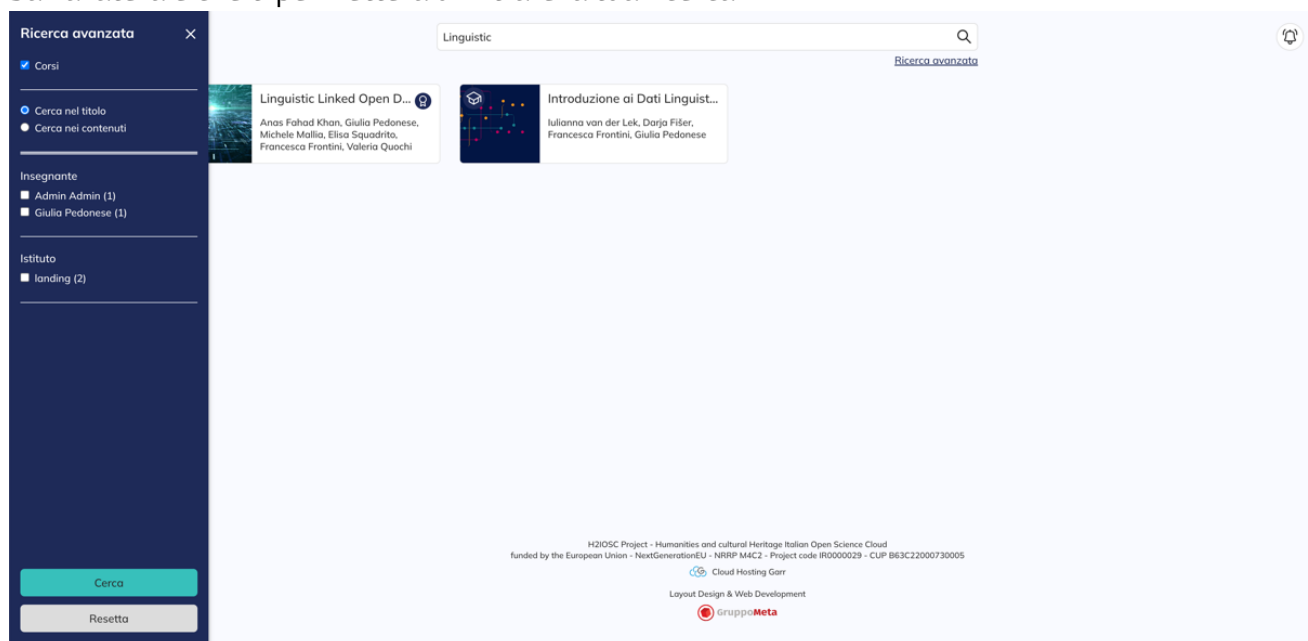 Ricerca avanzata
Corsi
Cerca nel titolo
Cerca nei contenuti
Insegnante
Admin Admin (1)
Giulia Pedonese (1)
Istituto
landing (2)
Cerca
Resetta
Linguistic
Ricerca avanzata
Linguistic Linked Open D...
Anas Fahad Khan, Giulia Pedonese,
Michele Mallia, Elisa Squadrito,
Francesca Frontini, Valeria Quochi
Introduzione ai Dati Linguist...
Iulianna van der Lek, Darja Fišer,
Francesca Frontini, Giulia Pedonese
H2IOSC Project - Humanities and cultural Heritage Italian Open Science Cloud
funded by the European Union - NextGenerationEU - NRRP M4C2 - Project code IR0000029 - CUP B63C22000730005
Cloud Hosting Garr
Layout Design & Web Development
GruppoMeta